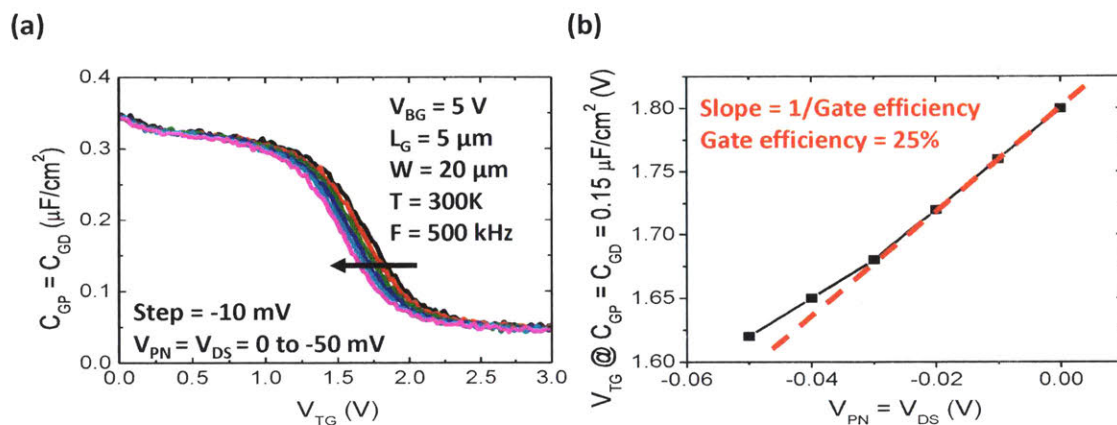 (a)
0.4
0.3
0.2
0.1
0.0
C_GP = C_GD (μF/cm²)
V_BG = 5 V
L_G = 5 μm
W = 20 μm
T = 300K
F = 500 kHz
Step = -10 mV
V_PN = V_DS = 0 to -50 mV
0.0 0.5 1.0 1.5 2.0 2.5 3.0
V_TG (V)
(b)
V_TG @ C_GP = C_GD = 0.15 μF/cm² (V)
1.80
1.75
1.70
1.65
1.60
Slope = 1/Gate efficiency
Gate efficiency = 25%
-0.06 -0.04 -0.02 0.00
V_PN = V_DS (V)